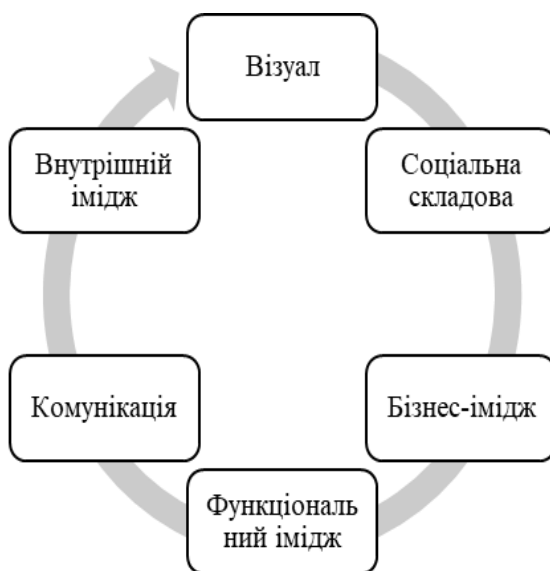 Візуал
Соціальна
складова
Бізнес-імідж
Функціональ
ний імідж
Комунікація
Внутрішній
імідж